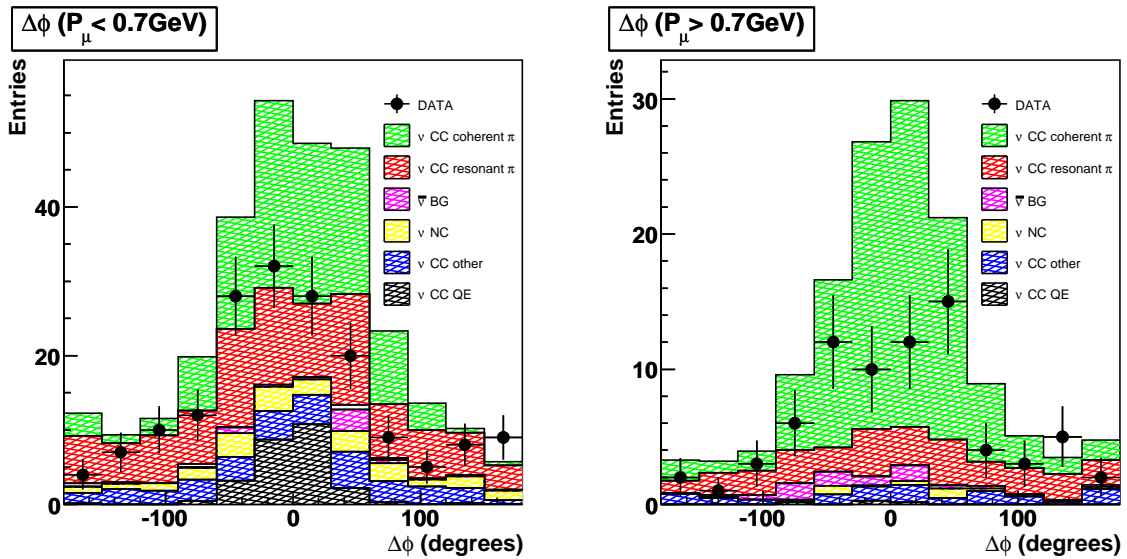 Δϕ (P_μ < 0.7GeV)
Entries
40
20
0
-100 0 100
Δϕ (degrees)
DATA
ν CC coherent π
ν CC resonant π
ν̅ BG
ν NC
ν CC other
ν CC QE
Δϕ (P_μ > 0.7GeV)
Entries
30
20
10
0
-100 0 100
Δϕ (degrees)
DATA
ν CC coherent π
ν CC resonant π
ν̅ BG
ν NC
ν CC other
ν CC QE